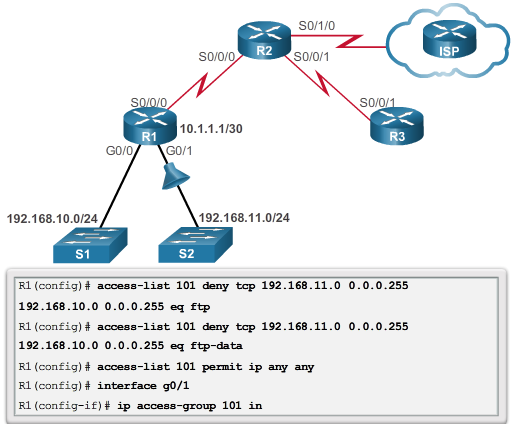 S0/1/0
R2
ISP
S0/0/0
S0/0/1
S0/0/0
S0/0/1
R1
10.1.1.1/30
R3
G0/0
G0/1
192.168.10.0/24
192.168.11.0/24
S1
S2
R1(config)# access-list 101 deny tcp 192.168.11.0 0.0.0.255
192.168.10.0 0.0.0.255 eq ftp
R1(config)# access-list 101 deny tcp 192.168.11.0 0.0.0.255
192.168.10.0 0.0.0.255 eq ftp-data
R1(config)# access-list 101 permit ip any any
R1(config)# interface g0/1
R1(config-if)# ip access-group 101 in